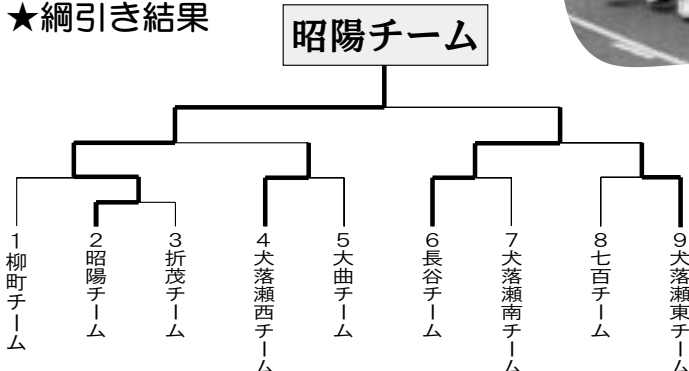 ★綱引き結果
昭陽チーム
1柳町チーム
2昭陽チーム
3折茂チーム
4犬落瀬西チーム
5大曲チーム
6長谷チーム
7犬落瀬南チーム
8七百チーム
9犬落瀬東チーム